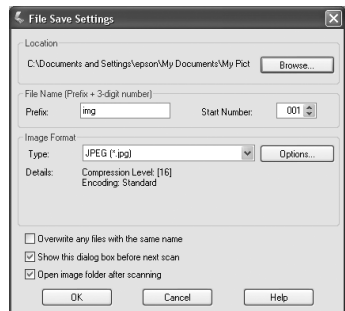 File Save Settings
Location
C:\Documents and Settings\epson\My Documents\My Pict
Browse...
File Name (Prefix + 3-digit number)
Prefix: img Start Number: 001
Image Format
Type: JPEG (*.jpg) Options...
Details: Compression Level: [16]
Encoding: Standard
Overwrite any files with the same name
Show this dialog box before next scan
Open image folder after scanning
OK Cancel Help